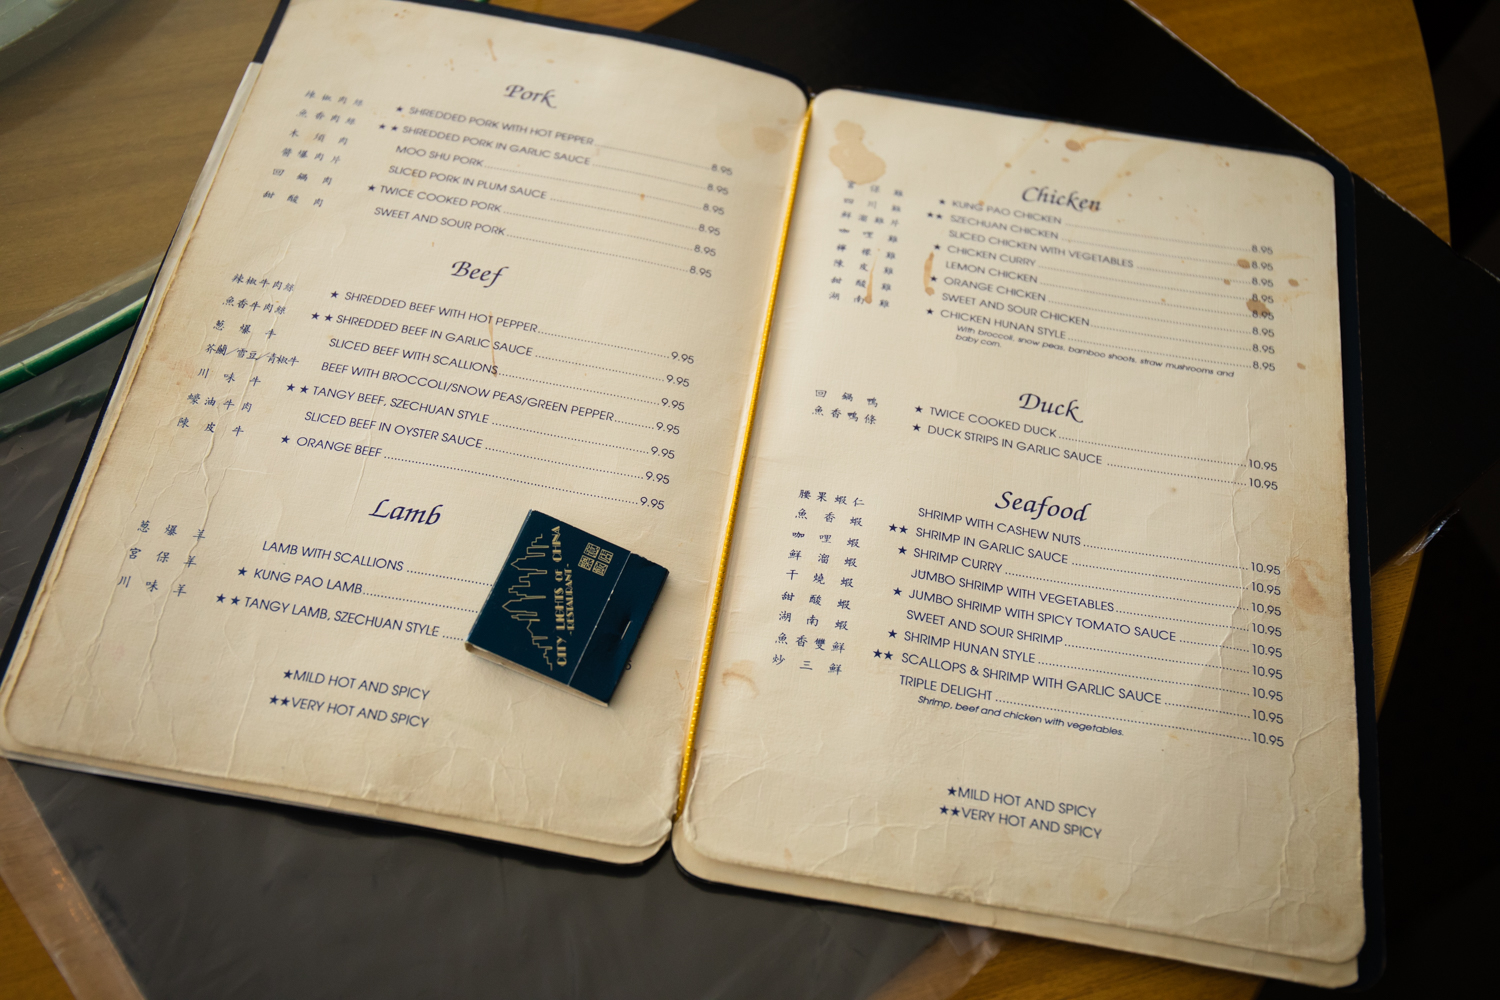 Pork
辣椒肉絲 ★ SHREDDED PORK WITH HOT PEPPER 8.95
魚香肉絲 ★★ SHREDDED PORK IN GARLIC SAUCE 8.95
木須肉 MOO SHU PORK 8.95
醬爆肉片 SLICED PORK IN PLUM SAUCE 8.95
回鍋肉 ★ TWICE COOKED PORK 8.95
甜酸肉 SWEET AND SOUR PORK 8.95
Beef
辣椒牛肉絲 ★ SHREDDED BEEF WITH HOT PEPPER 9.95
魚香牛肉絲 ★★ SHREDDED BEEF IN GARLIC SAUCE 9.95
蔥爆牛 SLICED BEEF WITH SCALLIONS 9.95
芥蘭/雪豆/青椒牛 BEEF WITH BROCCOLI/SNOW PEAS/GREEN PEPPER 9.95
川味牛 ★★ TANGY BEEF, SZECHUAN STYLE 9.95
蠔油牛肉 SLICED BEEF IN OYSTER SAUCE 9.95
陳皮牛 ★ ORANGE BEEF 9.95
Lamb
蔥爆羊 LAMB WITH SCALLIONS
宮保羊 ★ KUNG PAO LAMB
川味羊 ★★ TANGY LAMB, SZECHUAN STYLE
★MILD HOT AND SPICY
★★VERY HOT AND SPICY
CITY LIGHTS OF CHINA
-RESTAURANT-
Chicken
宮保雞 ★ KUNG PAO CHICKEN 8.95
四川雞 ★★ SZECHUAN CHICKEN 8.95
鮮溜雞片 SLICED CHICKEN WITH VEGETABLES 8.95
咖哩雞 ★ CHICKEN CURRY 8.95
檸檬雞 LEMON CHICKEN 8.95
陳皮雞 ★ ORANGE CHICKEN 8.95
甜酸雞 SWEET AND SOUR CHICKEN 8.95
湖南雞 ★ CHICKEN HUNAN STYLE 8.95
With broccoli, snow peas, bamboo shoots, straw mushrooms and
baby corn.
Duck
回鍋鴨 ★ TWICE COOKED DUCK 10.95
魚香鴨條 ★ DUCK STRIPS IN GARLIC SAUCE 10.95
Seafood
腰果蝦仁 SHRIMP WITH CASHEW NUTS 10.95
魚香蝦 ★★ SHRIMP IN GARLIC SAUCE 10.95
咖哩蝦 ★ SHRIMP CURRY 10.95
鮮溜蝦 JUMBO SHRIMP WITH VEGETABLES 10.95
干燒蝦 ★ JUMBO SHRIMP WITH SPICY TOMATO SAUCE 10.95
甜酸蝦 SWEET AND SOUR SHRIMP 10.95
湖南蝦 ★ SHRIMP HUNAN STYLE 10.95
魚香雙鮮 ★★ SCALLOPS & SHRIMP WITH GARLIC SAUCE 10.95
炒三鮮 TRIPLE DELIGHT 10.95
Shrimp, beef and chicken with vegetables.
★MILD HOT AND SPICY
★★VERY HOT AND SPICY